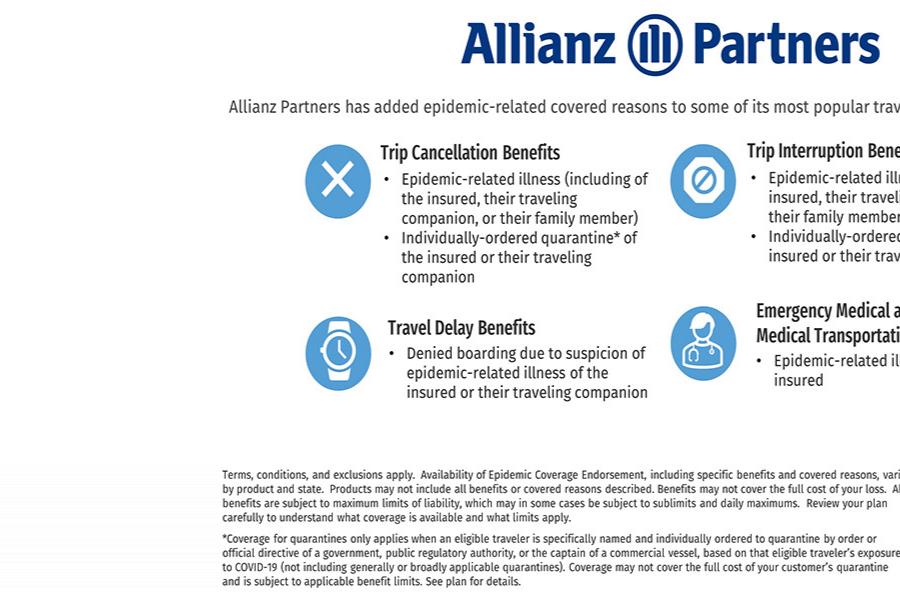 Allianz Partners
Allianz Partners has added epidemic-related covered reasons to some of its most popular
Trip Cancellation Benefits
• Epidemic-related illness (including of
the insured, their traveling
companion, or their family member)
• Individually-ordered quarantine* of
the insured or their traveling
companion
Trip Interruption
• Epidemic-related
insured, their
their family
• Individually-ordered
insured or their
Travel Delay Benefits
• Denied boarding due to suspicion of
epidemic-related illness of the
insured or their traveling companion
Emergency Medical
Medical
• Epidemic-related
insured
Terms, conditions, and exclusions apply. Availability of Epidemic Coverage Endorsement, including specific benefits and covered reasons,
by product and state. Products may not include all benefits or covered reasons described. Benefits may not cover the full cost of your loss.
benefits are subject to maximum limits of liability, which may in some cases be subject to sublimits and daily maximums. Review your plan
carefully to understand what coverage is available and what limits apply.
*Coverage for quarantines only applies when an eligible traveler is specifically named and individually ordered to quarantine by order or
official directive of a government, public regulatory authority, or the captain of a commercial vessel, based on that eligible traveler's exposure
to COVID-19 (not including generally or broadly applicable quarantines). Coverage may not cover the full cost of your customer's quarantine
and is subject to applicable benefit limits. See plan for details.